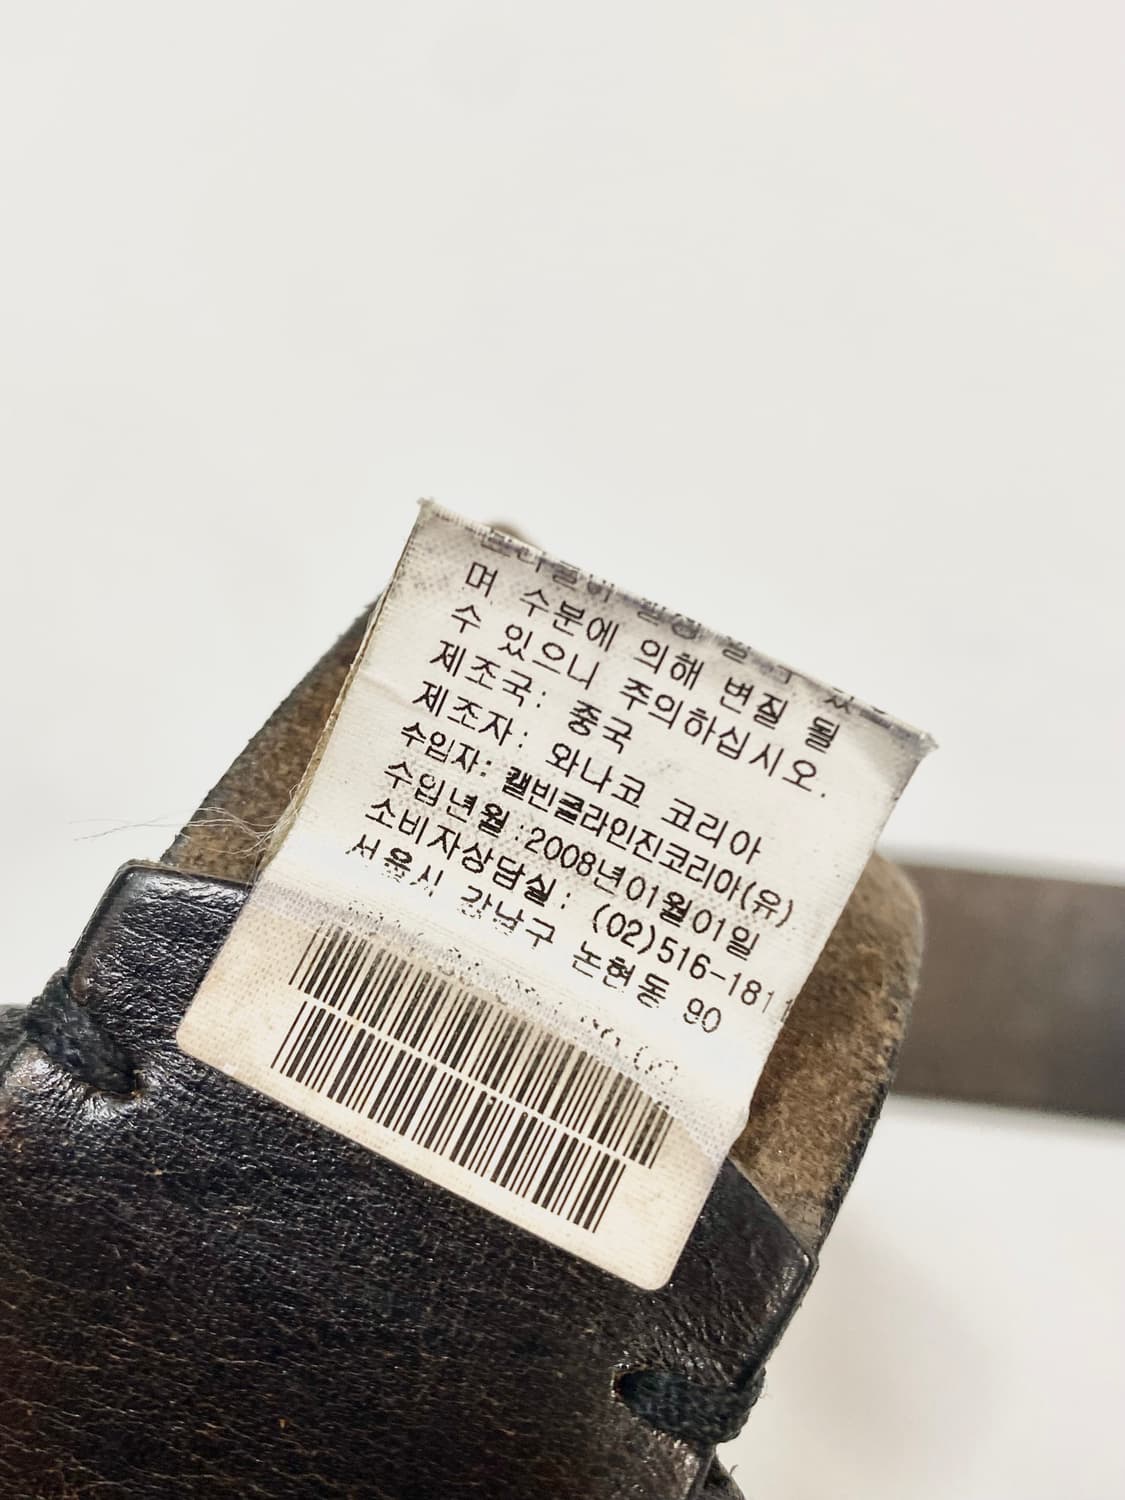 며 수분에 의해 변질 될
수 있으니 주의하십시오.
제조국: 중국
제조자: 와나코 코리아
수입자: 캘빈클라인진코리아(유)
수입년월:2008년01월01일
소비자상담실: (02)516-1811
서울시 강남구 논현동 90